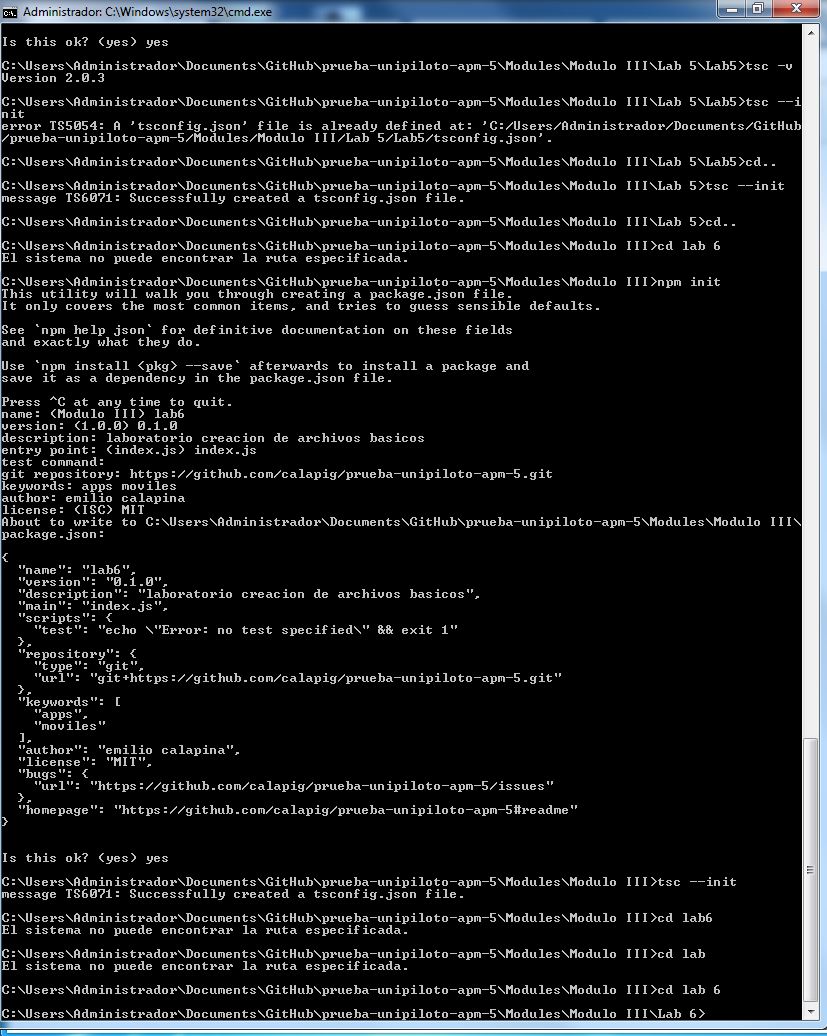 Administrador: C:\Windows\system32\cmd.exe
Is this ok? (yes) yes
C:\Users\Administrador\Documents\GitHub\prueba-unipiloto-apm-5\Modules\Modulo III\Lab 5\Lab5>tsc -v
Version 2.0.3
C:\Users\Administrador\Documents\GitHub\prueba-unipiloto-apm-5\Modules\Modulo III\Lab 5\Lab5>tsc --i
nit
error TS5054: A 'tsconfig.json' file is already defined at: 'C:/Users/Administrador/Documents/GitHub
/prueba-unipiloto-apm-5/Modules/Modulo III/Lab 5/Lab5/tsconfig.json'.
C:\Users\Administrador\Documents\GitHub\prueba-unipiloto-apm-5\Modules\Modulo III\Lab 5\Lab5>cd..
C:\Users\Administrador\Documents\GitHub\prueba-unipiloto-apm-5\Modules\Modulo III\Lab 5>tsc --init
message TS6071: Successfully created a tsconfig.json file.
C:\Users\Administrador\Documents\GitHub\prueba-unipiloto-apm-5\Modules\Modulo III\Lab 5>cd..
C:\Users\Administrador\Documents\GitHub\prueba-unipiloto-apm-5\Modules\Modulo III>cd lab 6
El sistema no puede encontrar la ruta especificada.
C:\Users\Administrador\Documents\GitHub\prueba-unipiloto-apm-5\Modules\Modulo III>npm init
This utility will walk you through creating a package.json file.
It only covers the most common items, and tries to guess sensible defaults.
See `npm help json` for definitive documentation on these fields
and exactly what they do.
Use `npm install <pkg> --save` afterwards to install a package and
save it as a dependency in the package.json file.
Press ^C at any time to quit.
name: (Modulo III) lab6
version: (1.0.0) 0.1.0
description: laboratorio creacion de archivos basicos
entry point: (index.js) index.js
test command:
git repository: https://github.com/calapig/prueba-unipiloto-apm-5.git
keywords: apps moviles
author: emilio calapina
license: (ISC) MIT
About to write to C:\Users\Administrador\Documents\GitHub\prueba-unipiloto-apm-5\Modules\Modulo III\
package.json:
{
"name": "lab6",
"version": "0.1.0",
"description": "laboratorio creacion de archivos basicos",
"main": "index.js",
"scripts": {
"test": "echo \"Error: no test specified\" && exit 1"
},
"repository": {
"type": "git",
"url": "git+https://github.com/calapig/prueba-unipiloto-apm-5.git"
},
"keywords": [
"apps",
"moviles"
],
"author": "emilio calapina",
"license": "MIT",
"bugs": {
"url": "https://github.com/calapig/prueba-unipiloto-apm-5/issues"
},
"homepage": "https://github.com/calapig/prueba-unipiloto-apm-5#readme"
}
Is this ok? (yes) yes
C:\Users\Administrador\Documents\GitHub\prueba-unipiloto-apm-5\Modules\Modulo III>tsc --init
message TS6071: Successfully created a tsconfig.json file.
C:\Users\Administrador\Documents\GitHub\prueba-unipiloto-apm-5\Modules\Modulo III>cd lab6
El sistema no puede encontrar la ruta especificada.
C:\Users\Administrador\Documents\GitHub\prueba-unipiloto-apm-5\Modules\Modulo III>cd lab
El sistema no puede encontrar la ruta especificada.
C:\Users\Administrador\Documents\GitHub\prueba-unipiloto-apm-5\Modules\Modulo III>cd lab 6
C:\Users\Administrador\Documents\GitHub\prueba-unipiloto-apm-5\Modules\Modulo III\Lab 6>